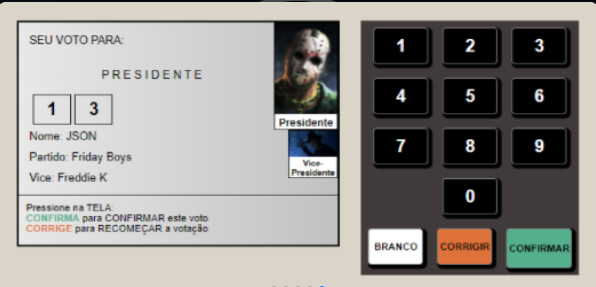 SEU VOTO PARA:
PRESIDENTE
1 3
Nome: JSON
Partido: Friday Boys
Vice: Freddie K
Presidente
Vice-
Presidente
Pressione na TELA:
CONFIRMA para CONFIRMAR este voto
CORRIGE para RECOMEÇAR a votação
1 2 3
4 5 6
7 8 9
0
BRANCO CORRIGIR CONFIRMAR